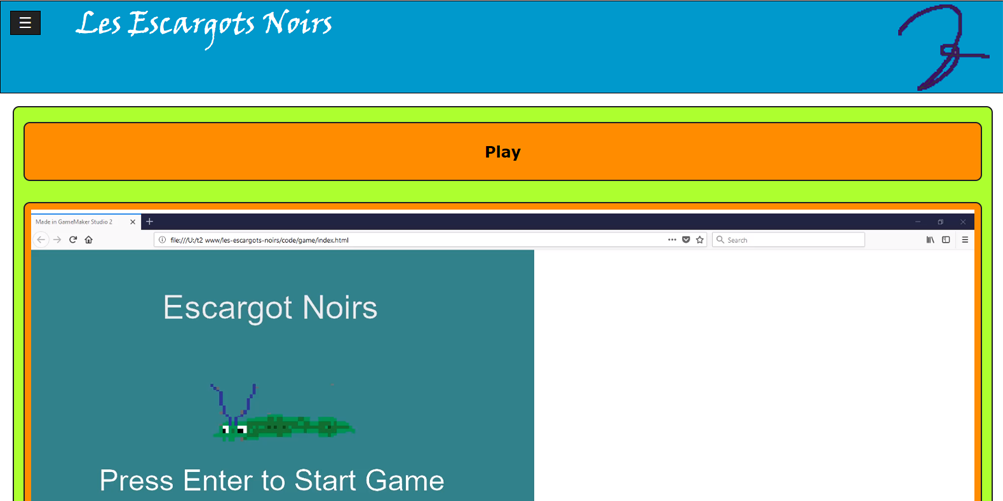 ☰ Les Escargots Noirs
Play
Made in GameMaker Studio 2
file:///U:/t2 www/les-escargots-noirs/code/game/index.html
Search
Escargot Noirs
Press Enter to Start Game